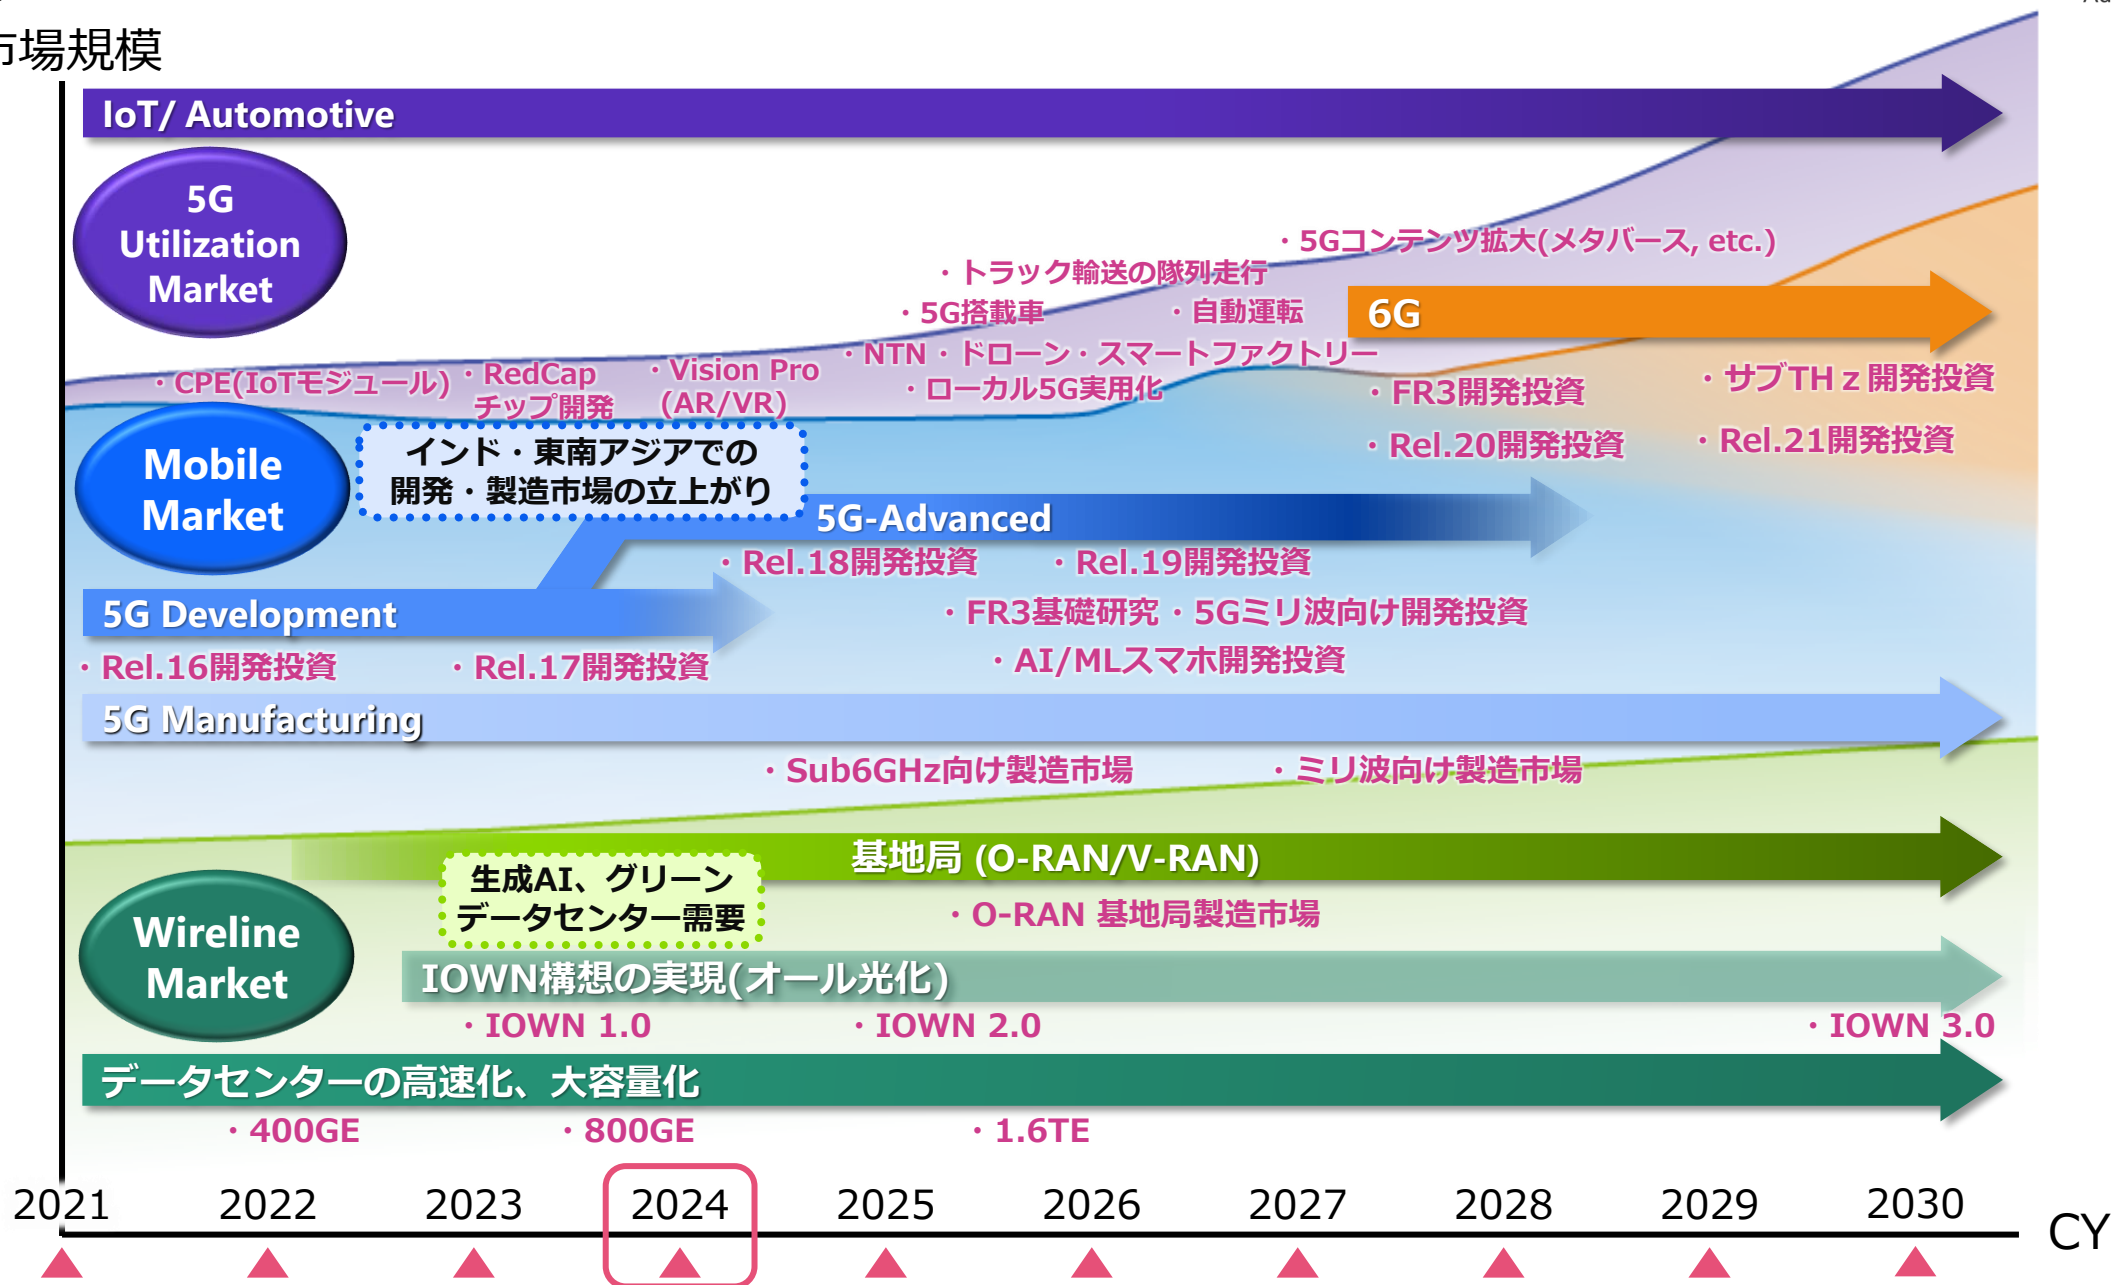 市場規模
IoT/ Automotive
5G
Utilization
Market
・5Gコンテンツ拡大(メタバース, etc.)
・トラック輸送の隊列走行
・5G搭載車
・自動運転
6G
・NTN・ドローン・スマートファクトリー
・CPE(IoTモジュール)
・RedCap
チップ開発
・Vision Pro
(AR/VR)
・ローカル5G実用化
・FR3開発投資
・サブTHz開発投資
・Rel.20開発投資
・Rel.21開発投資
Mobile
Market
インド・東南アジアでの
開発・製造市場の立上がり
5G-Advanced
・Rel.18開発投資
・Rel.19開発投資
5G Development
・FR3基礎研究・5Gミリ波向け開発投資
・Rel.16開発投資
・Rel.17開発投資
・AI/MLスマホ開発投資
5G Manufacturing
・Sub6GHz向け製造市場
・ミリ波向け製造市場
基地局 (O-RAN/V-RAN)
生成AI、グリーン
データセンター需要
・O-RAN 基地局製造市場
Wireline
Market
IOWN構想の実現(オール光化)
・IOWN 1.0
・IOWN 2.0
・IOWN 3.0
データセンターの高速化、大容量化
・400GE
・800GE
・1.6TE
2021 2022 2023 2024 2025 2026 2027 2028 2029 2030
CY